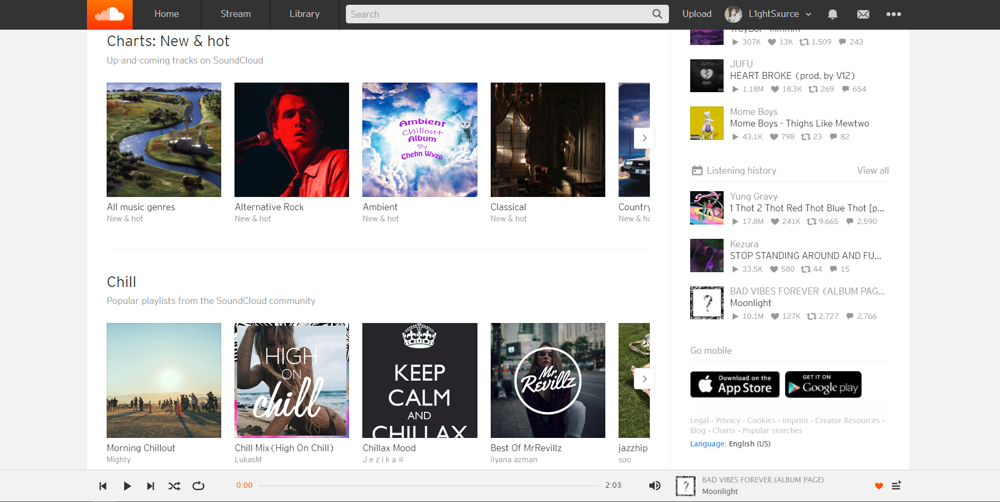 Home
Stream
Library
Search
Upload
L1ghtSxurce
Charts: New & hot
Up-and-coming tracks on SoundCloud
Ambient
Chillout
Album
By
Chehn Wyzo
All music genres
New & hot
Alternative Rock
New & hot
Ambient
New & hot
Classical
New & hot
Country
New & ho
Chill
Popular playlists from the SoundCloud community
HIGH
ON
chill
KEEP
CALM
AND
CHILLAX
Mr.
Revillz
Morning Chillout
Mighty
Chill Mix (High On Chill)
LukasM
Chillax Mood
J e z i k a ≡
Best Of MrRevillz
ilyana azman
jazzhip
soo
TroyBoi - Mmmm
307K 13K 1,509 243
JUFU
JUFU
HEART BROKE (prod. by V12)
1.18M 18.3K 269 654
Mome Boys
Mome Boys - Thighs Like Mewtwo
43.1K 798 23 82
Listening history
View all
Yung Gravy
1 Thot 2 Thot Red Thot Blue Thot [p...
17.8M 241K 9,665 2,590
Kezura
STOP STANDING AROUND AND FU...
33.5K 580 44 15
?
BAD VIBES FOREVER (ALBUM PAG...
Moonlight
10.1M 127K 2,727 2,766
Go mobile
Download on the
App Store
GET IT ON
Google play
Legal - Privacy - Cookies - Imprint - Creator Resources -
Blog - Charts - Popular searches
Language: English (US)
0:00
2:03
?
BAD VIBES FOREVER (ALBUM PAGE)
Moonlight